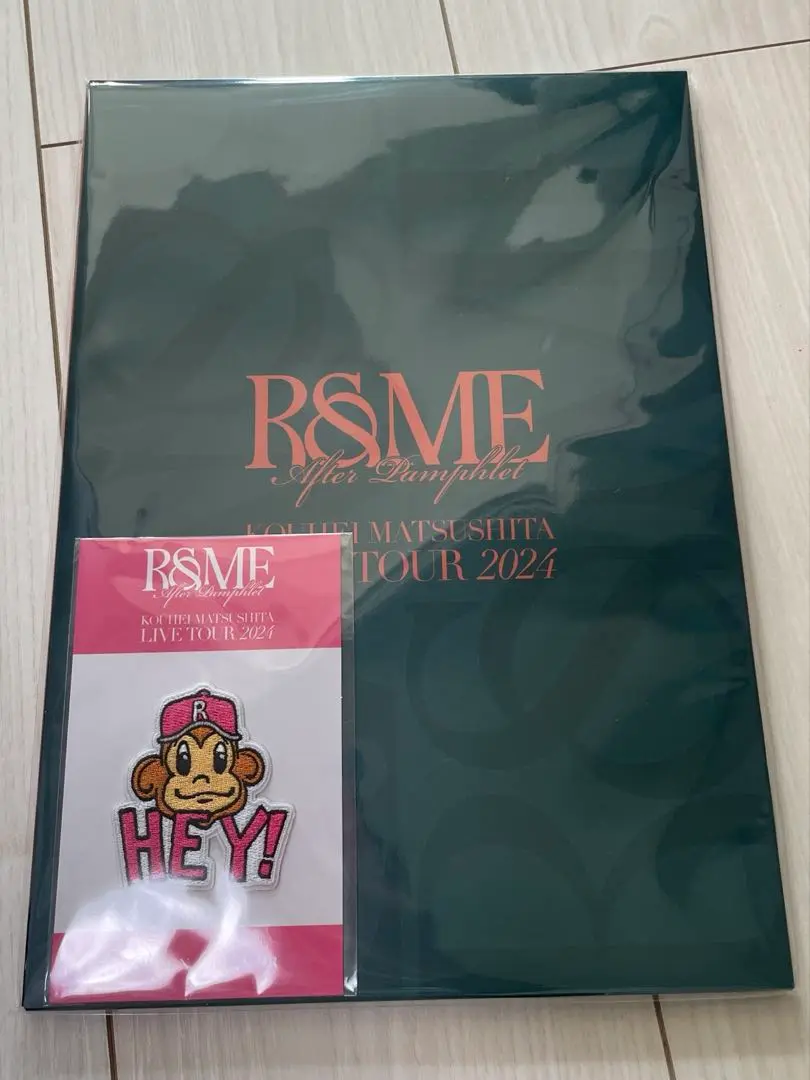 R&ME
After Pamphlet
KOUHEI MATSUSHITA
TOUR 2024
R&ME
After Pamphlet
KOUHEI MATSUSHITA
LIVE TOUR 2024
R
HEY!